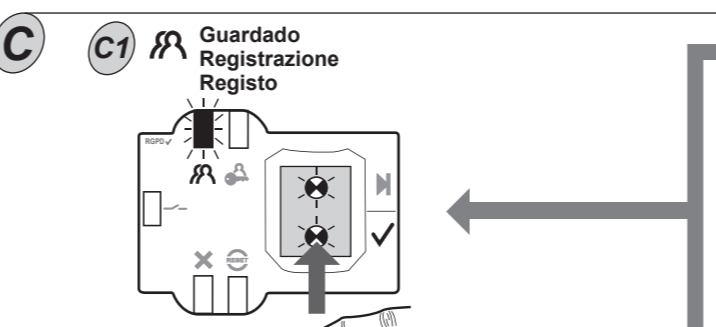 C
C1
Guardado
Registrazione
Registo
RGPD✓
RESET